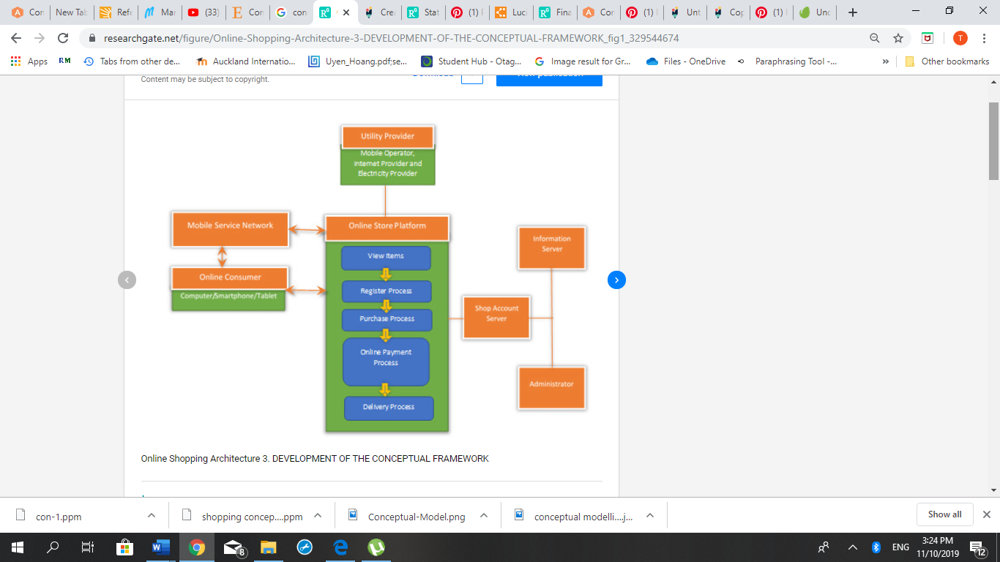 Con
New Tab
Refe
Mar
(33)
Con
con
Crea
Stat
(1)
Luci
Fina
Cor
(1)
Unt
Cop
(1)
Unc
researchgate.net/figure/Online-Shopping-Architecture-3-DEVELOPMENT-OF-THE-CONCEPTUAL-FRAMEWORK_fig1_329544674
T
Apps
RM
Tabs from other de...
Auckland Internatio...
Uyen_Hoang.pdf;se...
Student Hub - Otag...
Image result for Gr...
Files - OneDrive
Paraphrasing Tool -...
»
Other bookmarks
Content may be subject to copyright.
Utility Provider
Mobile Operator,
Internet Provider and
Electricity Provider
Mobile Service Network
Online Store Platform
Information
Server
View Items
Online Consumer
Computer/Smartphone/Tablet
Register Process
Shop Account
Server
Purchase Process
Online Payment
Process
Administrator
Delivery Process
Online Shopping Architecture 3. DEVELOPMENT OF THE CONCEPTUAL FRAMEWORK
con-1.ppm
shopping concep....ppm
Conceptual-Model.png
conceptual modelli....j...
Show all
8
ENG
3:24 PM
11/10/2019
12